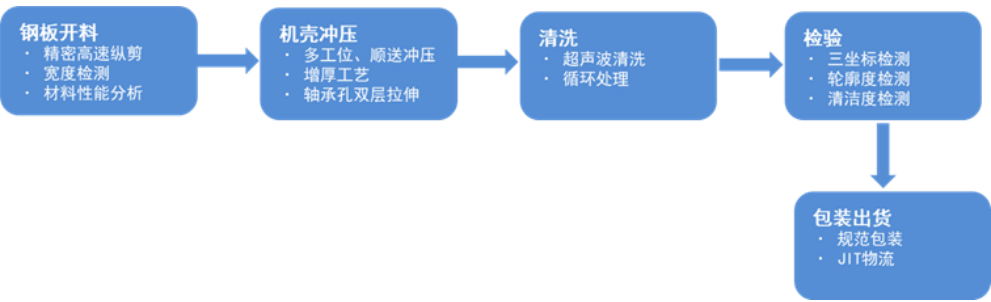 钢板开料
· 精密高速纵剪
· 宽度检测
· 材料性能分析
机壳冲压
· 多工位、顺送冲压
· 增厚工艺
· 轴承孔双层拉伸
清洗
· 超声波清洗
· 循环处理
检验
· 三坐标检测
· 轮廓度检测
· 清洁度检测
包装出货
· 规范包装
· JIT物流